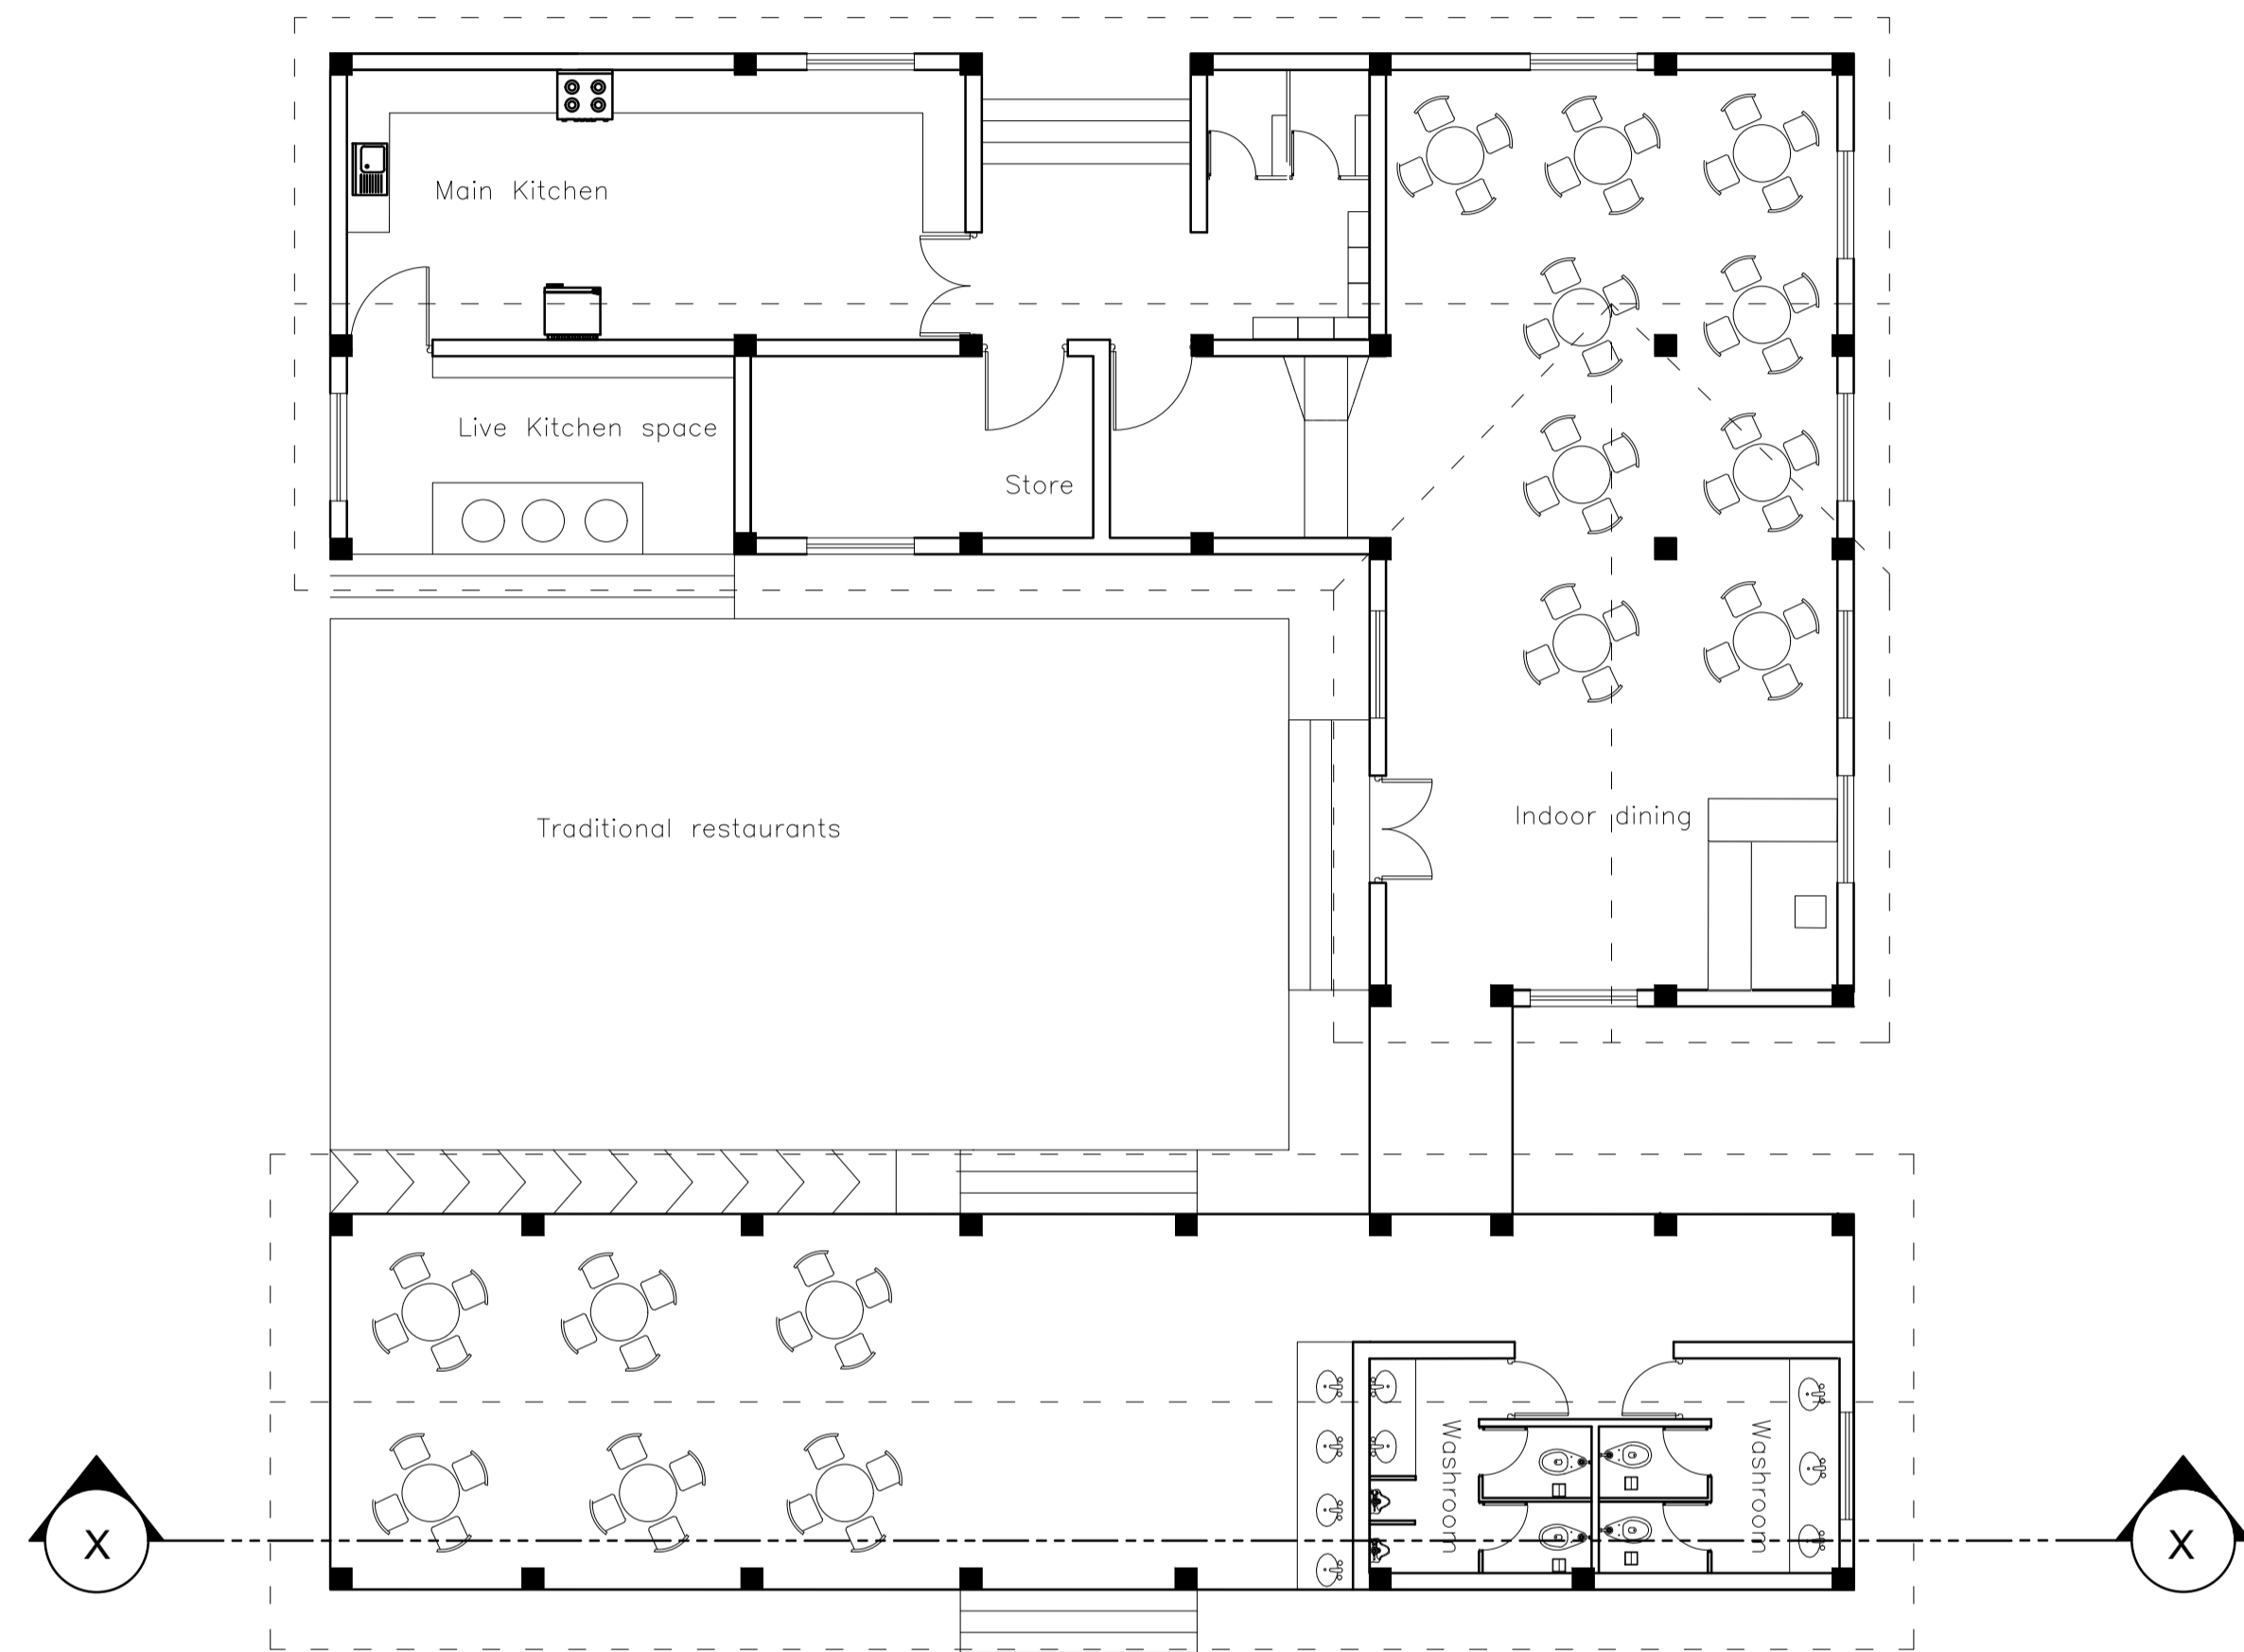 Main Kitchen
Live Kitchen space
Store
Traditional restaurants
Indoor dining
Washroom
Washroom
X
X